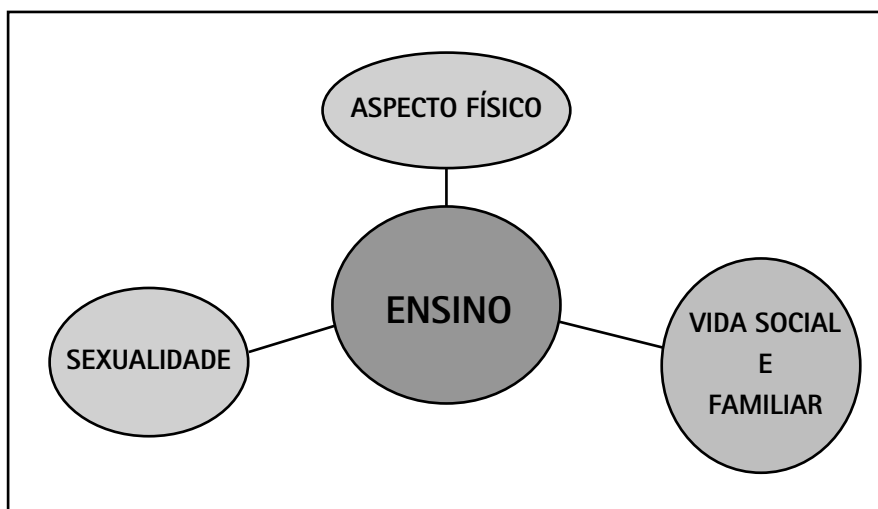 ASPECTO FÍSICO
ENSINO
SEXUALIDADE
VIDA SOCIAL
E
FAMILIAR